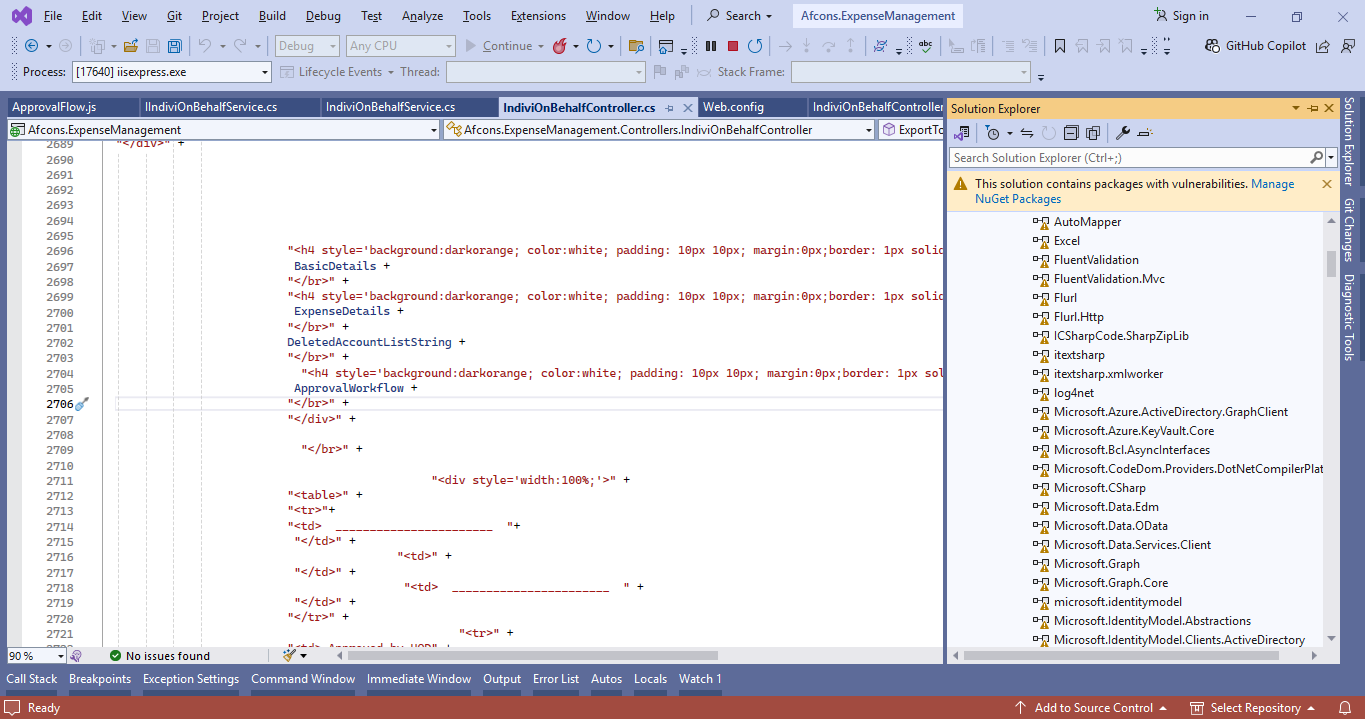 File Edit View Git Project Build Debug Test Analyze Tools Extensions Window Help Search Afcons.ExpenseManagement Sign in
Debug Any CPU Continue GitHub Copilot
Process: [17640] iisexpress.exe Lifecycle Events Thread: Stack Frame:
ApprovalFlow.js IIndiviOnBehalfService.cs IndiviOnBehalfService.cs IndiviOnBehalfController.cs Web.config IndiviOnBehalfController
Afcons.ExpenseManagement Afcons.ExpenseManagement.Controllers.IndiviOnBehalfController ExportTo
2689 "</div>" +
2690
2691
2692
2693
2694
2695
2696 "<h4 style='background:darkorange; color:white; padding: 10px 10px; margin:0px;border: 1px solid
2697 BasicDetails +
2698 "</br>" +
2699 "<h4 style='background:darkorange; color:white; padding: 10px 10px; margin:0px;border: 1px solid
2700 ExpenseDetails +
2701 "</br>" +
2702 DeletedAccountListString +
2703 "</br>" +
2704 "<h4 style='background:darkorange; color:white; padding: 10px 10px; margin:0px;border: 1px sol
2705 ApprovalWorkflow +
2706 "</br>" +
2707 "</div>" +
2708
2709 "</br>" +
2710
2711 "<div style='width:100%;'>" +
2712 "<table>" +
2713 "<tr>"+
2714 "<td> _______________________ "+
2715 "</td>" +
2716 "<td>" +
2717 "</td>" +
2718 "<td> _______________________ " +
2719 "</td>" +
2720 "</tr>" +
2721 "<tr>" +
"<td> Approved by HOD" +
90 % No issues found
Solution Explorer
Search Solution Explorer (Ctrl+;)
This solution contains packages with vulnerabilities. Manage
NuGet Packages
AutoMapper
Excel
FluentValidation
FluentValidation.Mvc
Flurl
Flurl.Http
ICSharpCode.SharpZipLib
itextsharp
itextsharp.xmlworker
log4net
Microsoft.Azure.ActiveDirectory.GraphClient
Microsoft.Azure.KeyVault.Core
Microsoft.Bcl.AsyncInterfaces
Microsoft.CodeDom.Providers.DotNetCompilerPlat
Microsoft.CSharp
Microsoft.Data.Edm
Microsoft.Data.OData
Microsoft.Data.Services.Client
Microsoft.Graph
Microsoft.Graph.Core
microsoft.identitymodel
Microsoft.IdentityModel.Abstractions
Microsoft.IdentityModel.Clients.ActiveDirectory
Solution Explorer
Git Changes
Diagnostic Tools
Call Stack Breakpoints Exception Settings Command Window Immediate Window Output Error List Autos Locals Watch 1
Ready Add to Source Control Select Repository